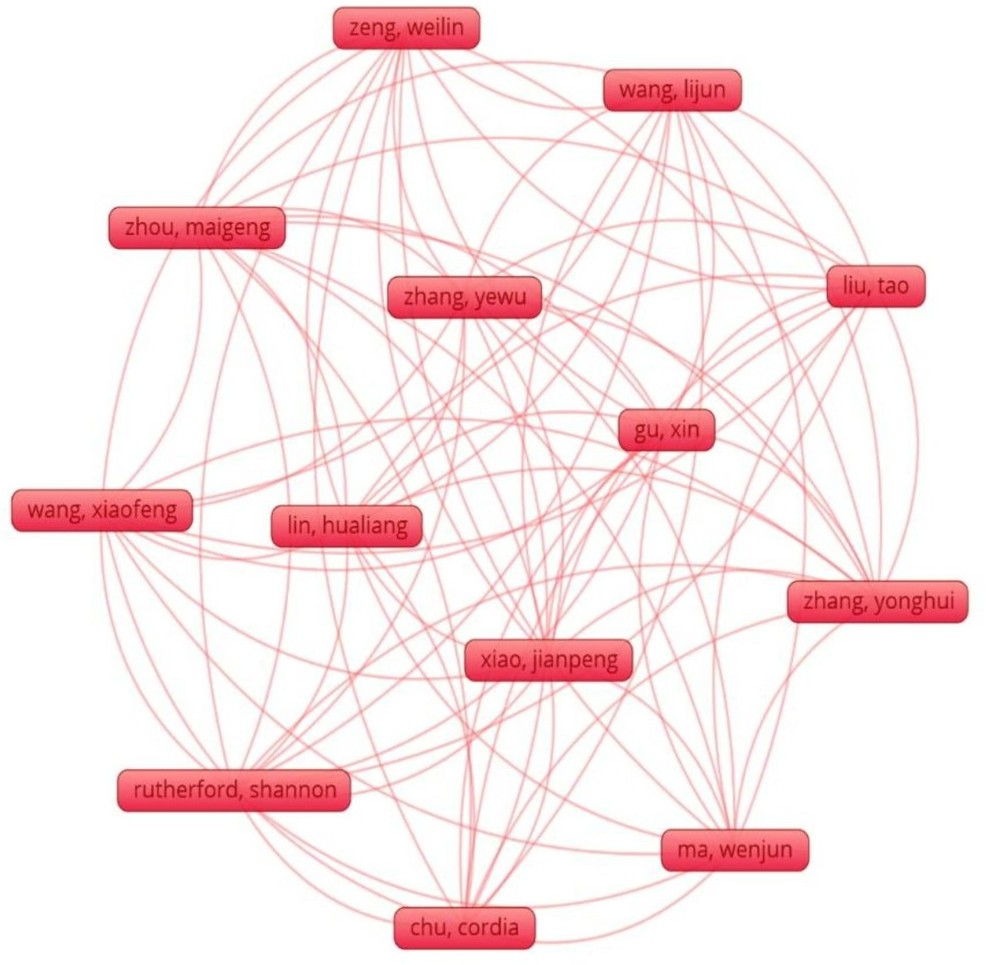 zeng, weilin
wang, lijun
zhou, maigeng
liu, tao
zhang, yewu
gu, xin
wang, xiaofeng
lin, hualiang
zhang, yonghui
xiao, jianpeng
rutherford, shannon
ma, wenjun
chu, cordia